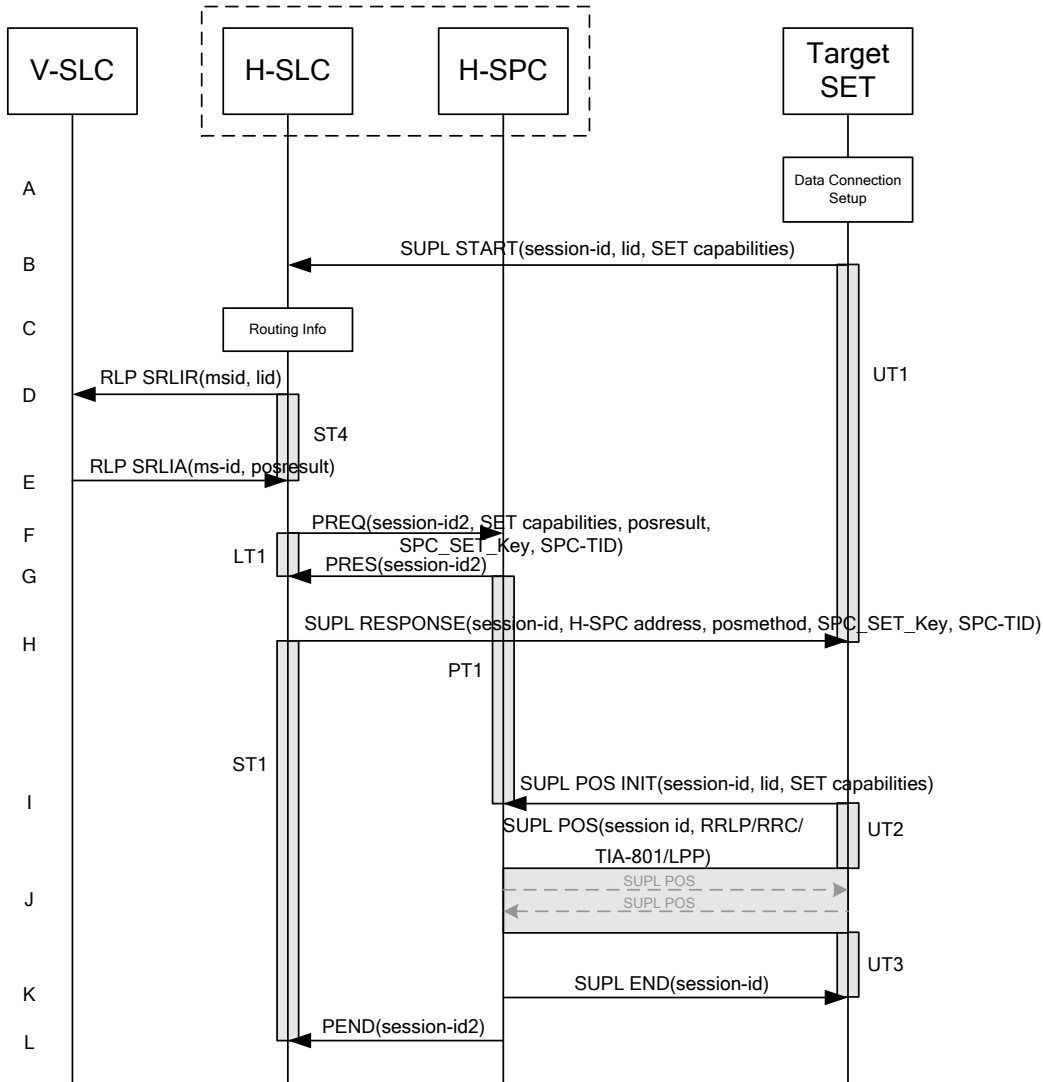 V-SLC
H-SLC
H-SPC
Target
SET
A
Data Connection
Setup
B
SUPL START(session-id, lid, SET capabilities)
C
Routing Info
UT1
D
RLP SRLIR(msid, lid)
ST4
E
RLP SRLIA(ms-id, posresult)
F
PREQ(session-id2, SET capabilities, posresult,
SPC_SET_Key, SPC-TID)
LT1
G
PRES(session-id2)
H
SUPL RESPONSE(session-id, H-SPC address, posmethod, SPC_SET_Key, SPC-TID)
PT1
ST1
I
SUPL POS INIT(session-id, lid, SET capabilities)
SUPL POS(session id, RRLP/RRC/
TIA-801/LPP)
UT2
J
SUPL POS
SUPL POS
UT3
K
SUPL END(session-id)
L
PEND(session-id2)